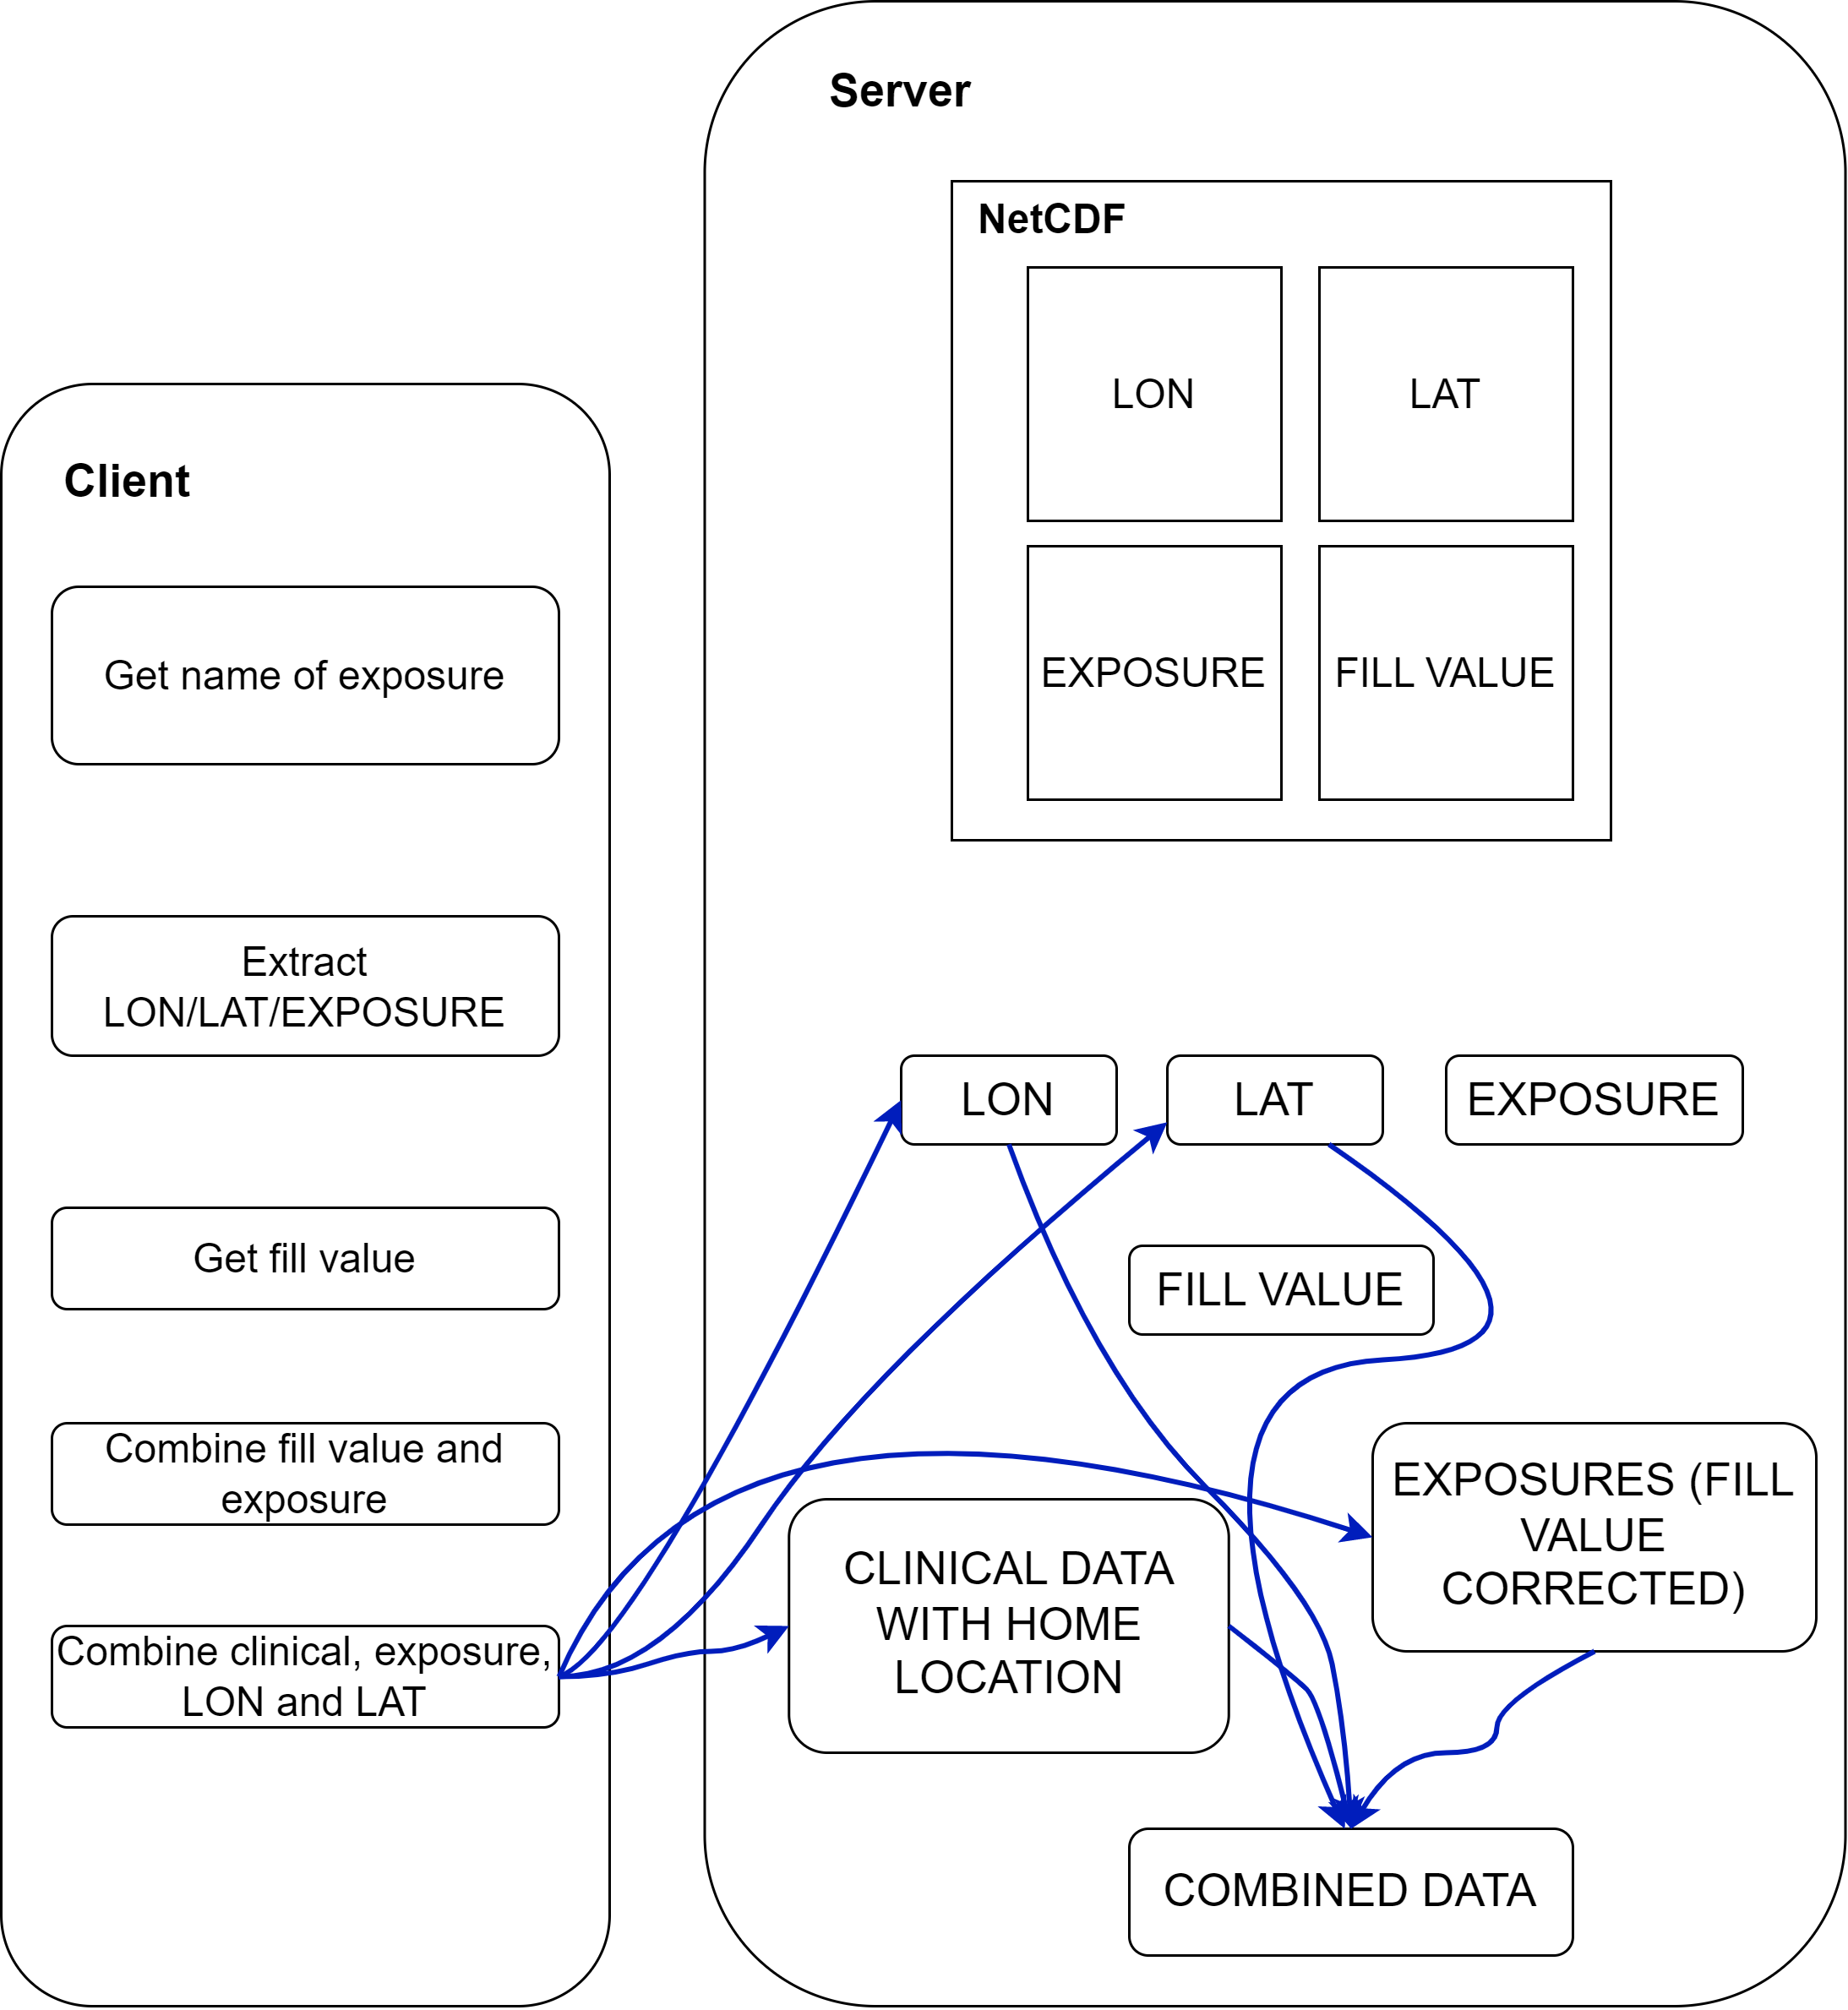 Server
NetCDF
LON
LAT
EXPOSURE
FILL VALUE
Client
Get name of exposure
Extract
LON/LAT/EXPOSURE
Get fill value
Combine fill value and
exposure
Combine clinical, exposure,
LON and LAT
LON
LAT
EXPOSURE
FILL VALUE
EXPOSURES (FILL
VALUE
CORRECTED)
CLINICAL DATA
WITH HOME
LOCATION
COMBINED DATA